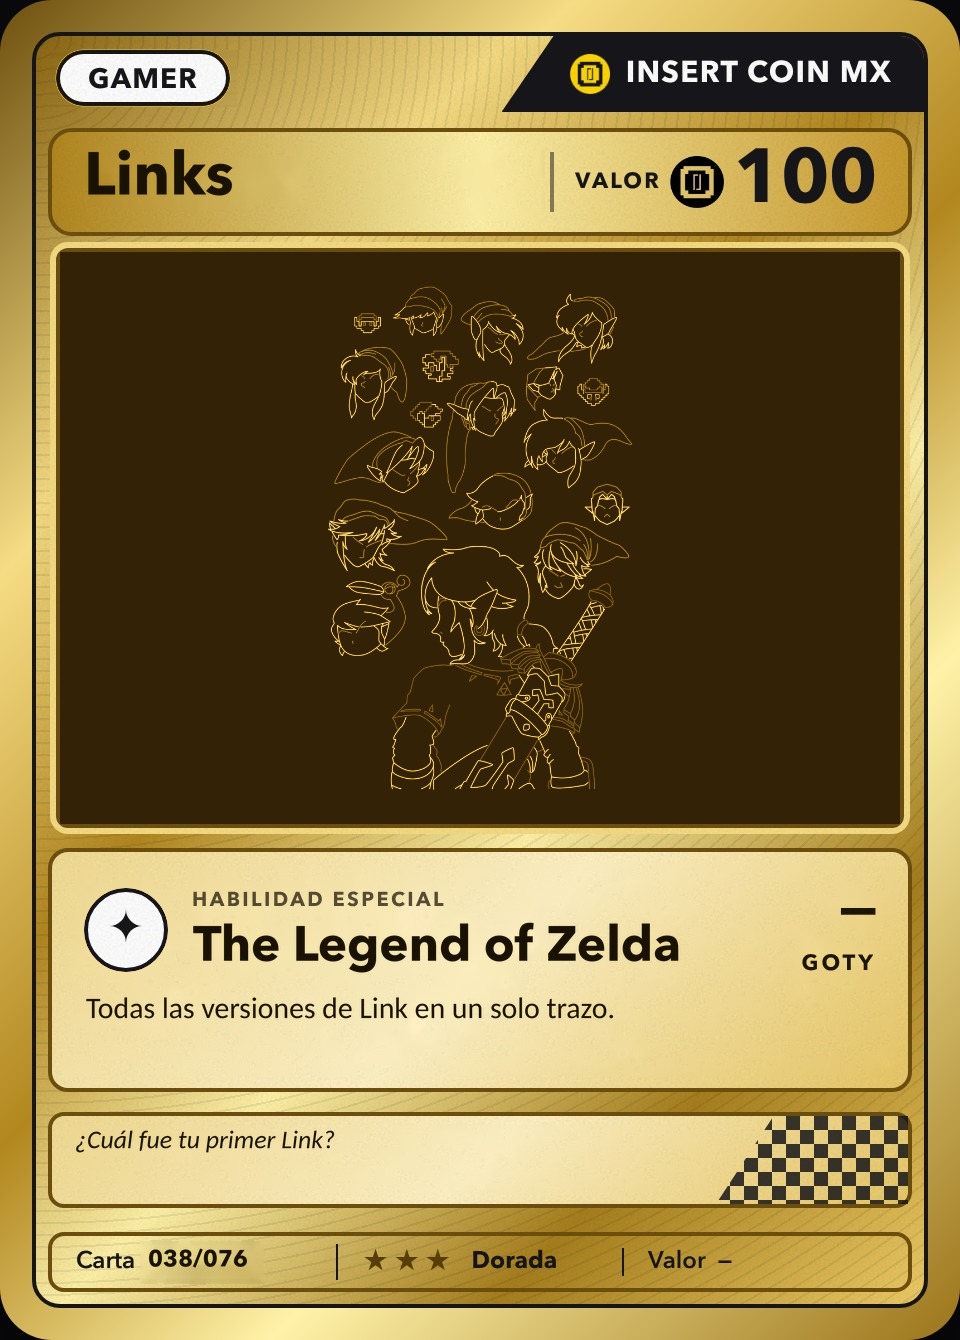 GAMER
INSERT COIN MX
Links
VALOR 100
HABILIDAD ESPECIAL
The Legend of Zelda
—
GOTY
Todas las versiones de Link en un solo trazo.
¿Cuál fue tu primer Link?
Carta 038/076 ★★★ Dorada Valor –